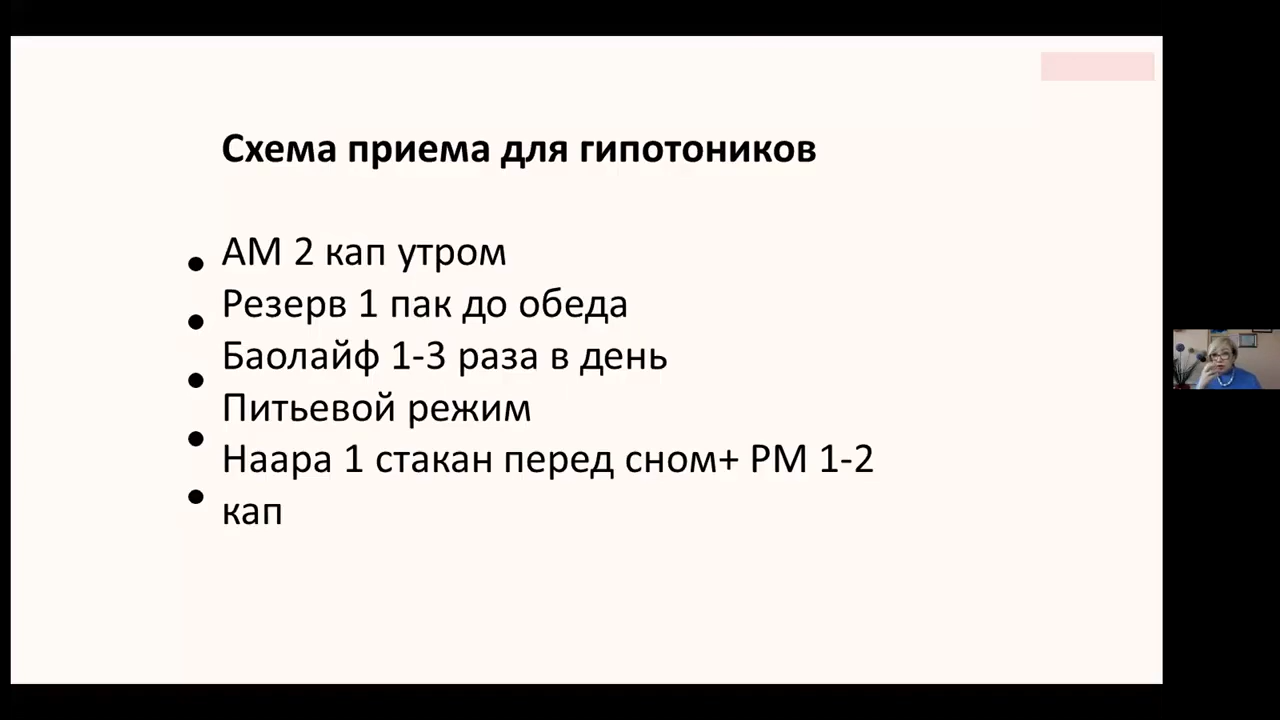 Схема приема для гипотоников
АМ 2 кап утром
Резерв 1 пак до обеда
Баолайф 1-3 раза в день
Питьевой режим
Наара 1 стакан перед сном+ РМ 1-2
кап